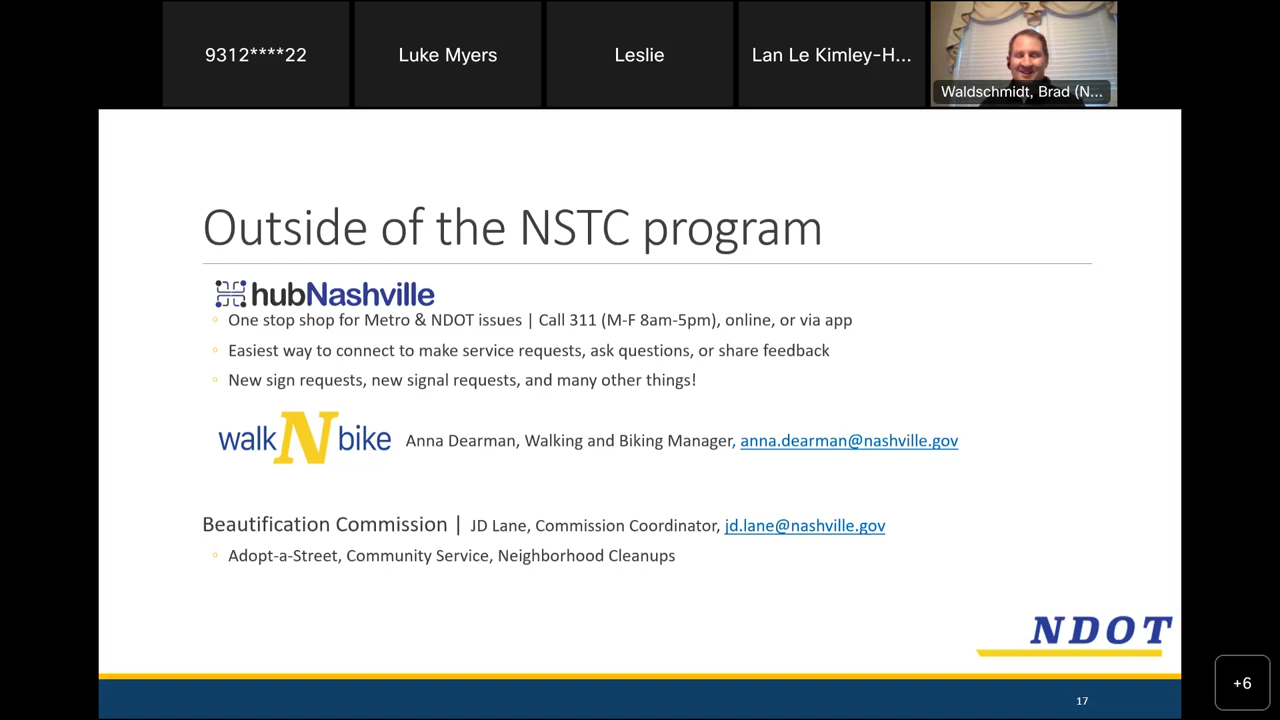 9312****22
Luke Myers
Leslie
Lan Le Kimley-H...
Waldschmidt, Brad (N...
Outside of the NSTC program
hubNashville
One stop shop for Metro & NDOT issues | Call 311 (M-F 8am-5pm), online, or via app
Easiest way to connect to make service requests, ask questions, or share feedback
New sign requests, new signal requests, and many other things!
walk N bike
Anna Dearman, Walking and Biking Manager, anna.dearman@nashville.gov
Beautification Commission | JD Lane, Commission Coordinator, jd.lane@nashville.gov
Adopt-a-Street, Community Service, Neighborhood Cleanups
NDOT
17
+6